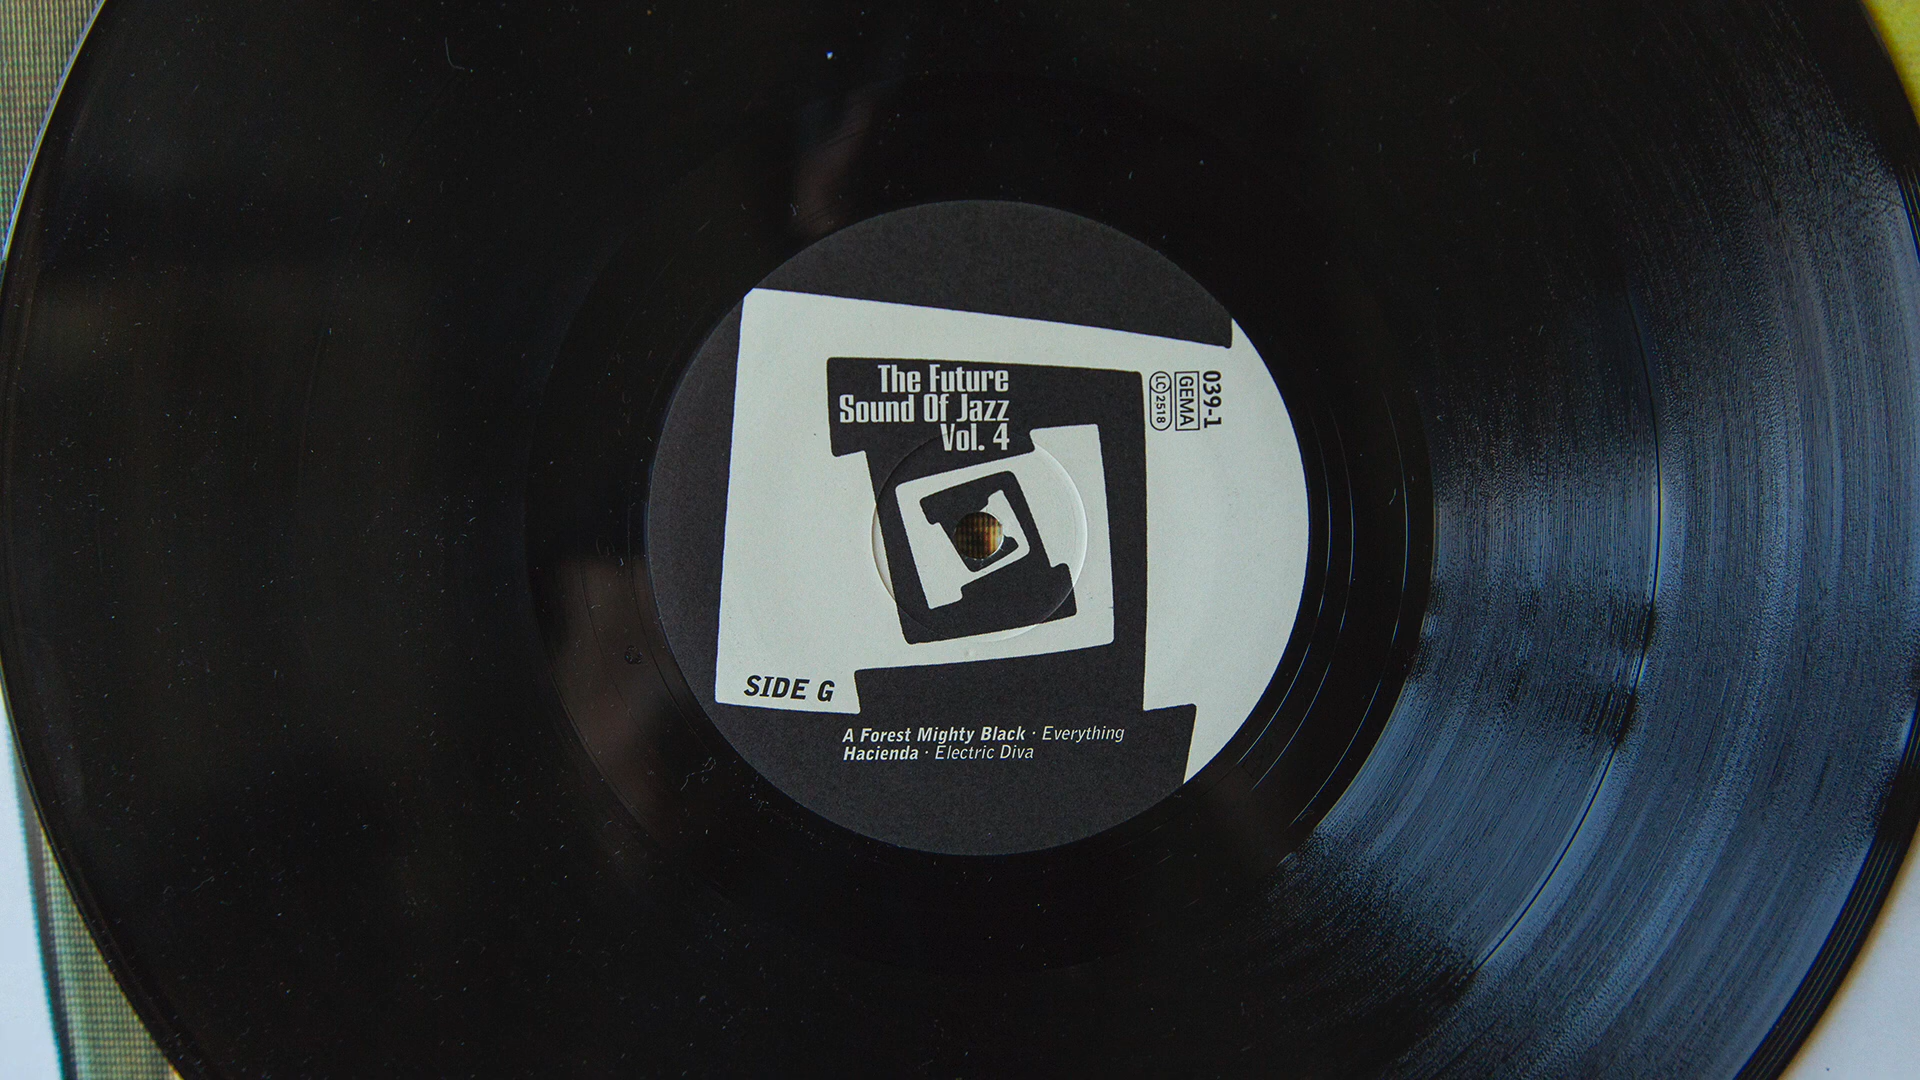 The Future
Sound Of Jazz
Vol. 4
039-1
GEMA
LC 2518
SIDE G
A Forest Mighty Black · Everything
Hacienda · Electric Diva